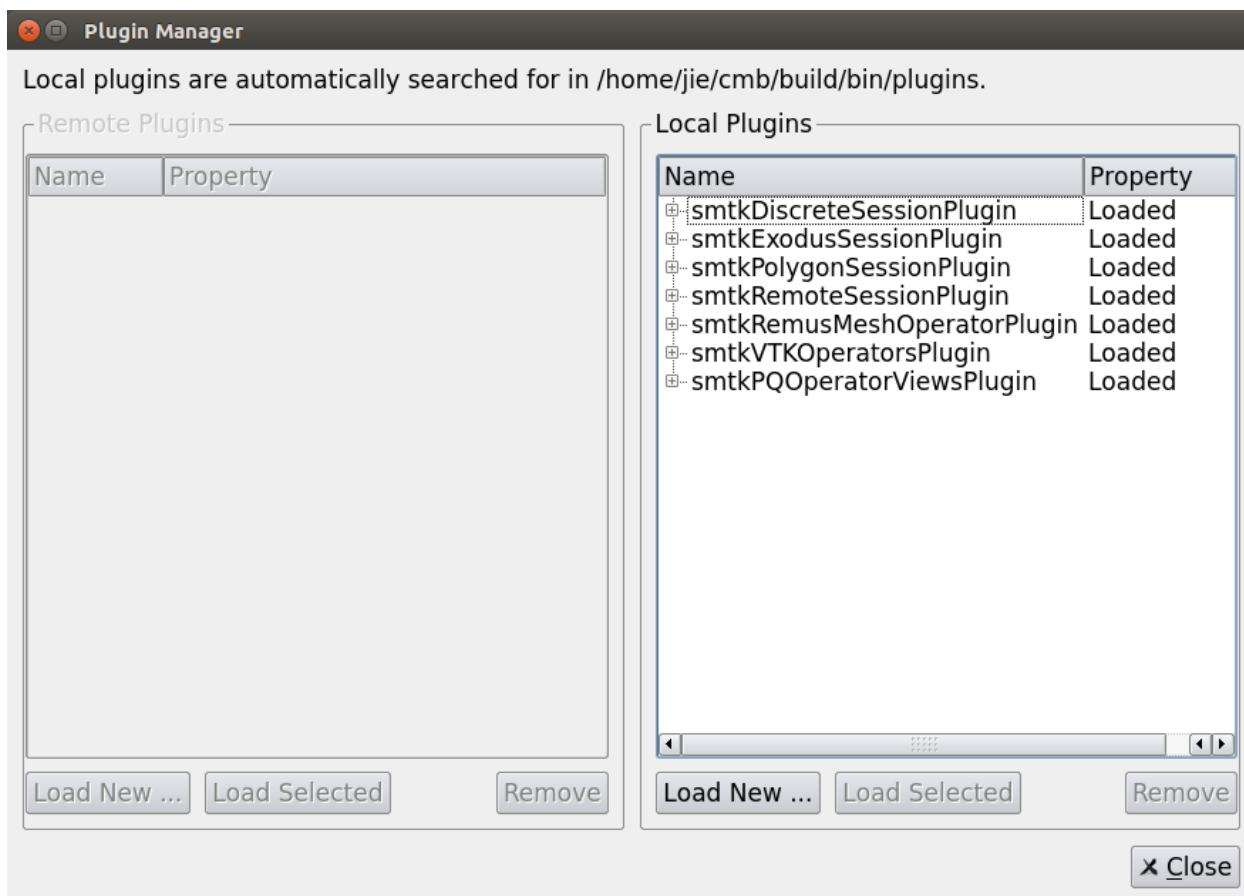 Plugin Manager
Local plugins are automatically searched for in /home/jie/cmb/build/bin/plugins.
Remote Plugins
Name Property
Load New ... Load Selected Remove
Local Plugins
Name Property
smtkDiscreteSessionPlugin Loaded
smtkExodusSessionPlugin Loaded
smtkPolygonSessionPlugin Loaded
smtkRemoteSessionPlugin Loaded
smtkRemusMeshOperatorPlugin Loaded
smtkVTKOperatorsPlugin Loaded
smtkPQOperatorViewsPlugin Loaded
Load New ... Load Selected Remove
Close